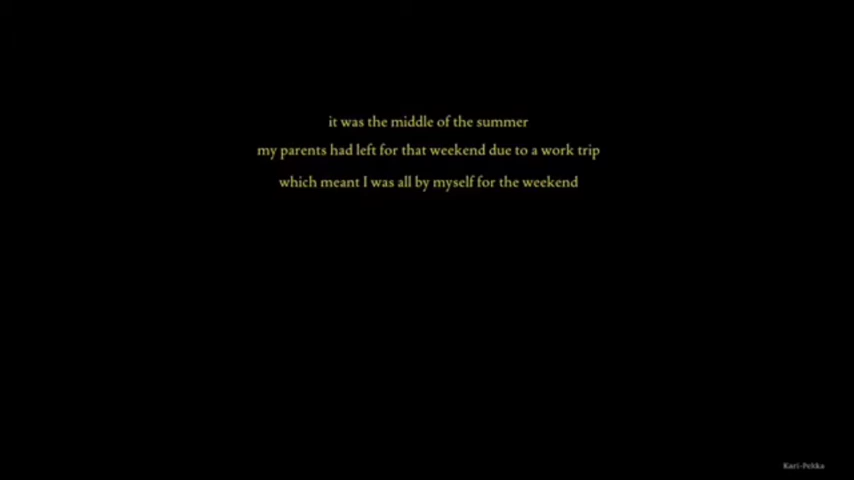 it was the middle of the summer
my parents had left for that weekend due to a work trip
which meant I was all by myself for the weekend
Kari-Pekka